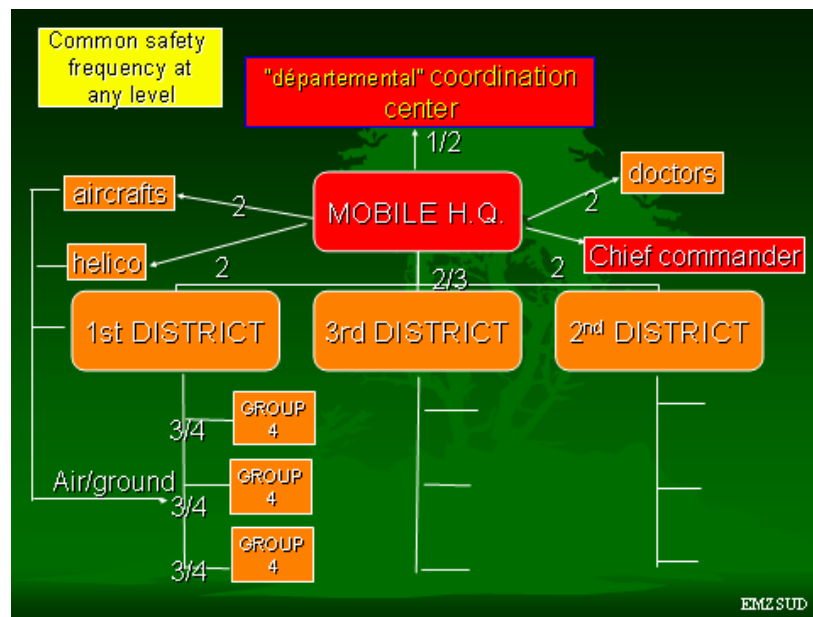 Common safety
frequency at
any level
"départemental" coordination
center
1/2
aircrafts
2
MOBILE H.Q.
2
doctors
helico
2
2/3
2
Chief commander
1st DISTRICT
3rd DISTRICT
2nd DISTRICT
GROUP
4
3/4
Air/ground
GROUP
4
3/4
GROUP
4
3/4
EMZSUD